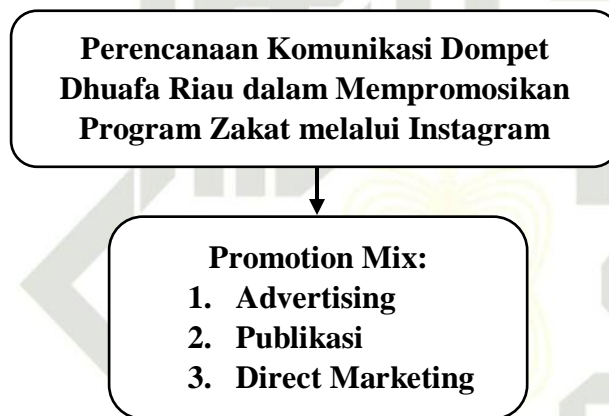 Perencanaan Komunikasi Dompet
Dhuafa Riau dalam Mempromosikan
Program Zakat melalui Instagram
Promotion Mix:
1. Advertising
2. Publikasi
3. Direct Marketing